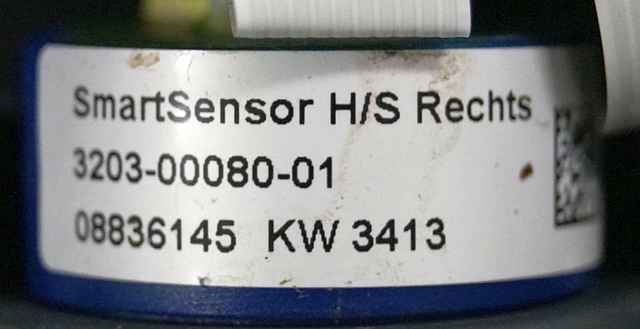 SmartSensor H/S Rechts
3203-00080-01
08836145 KW 3413